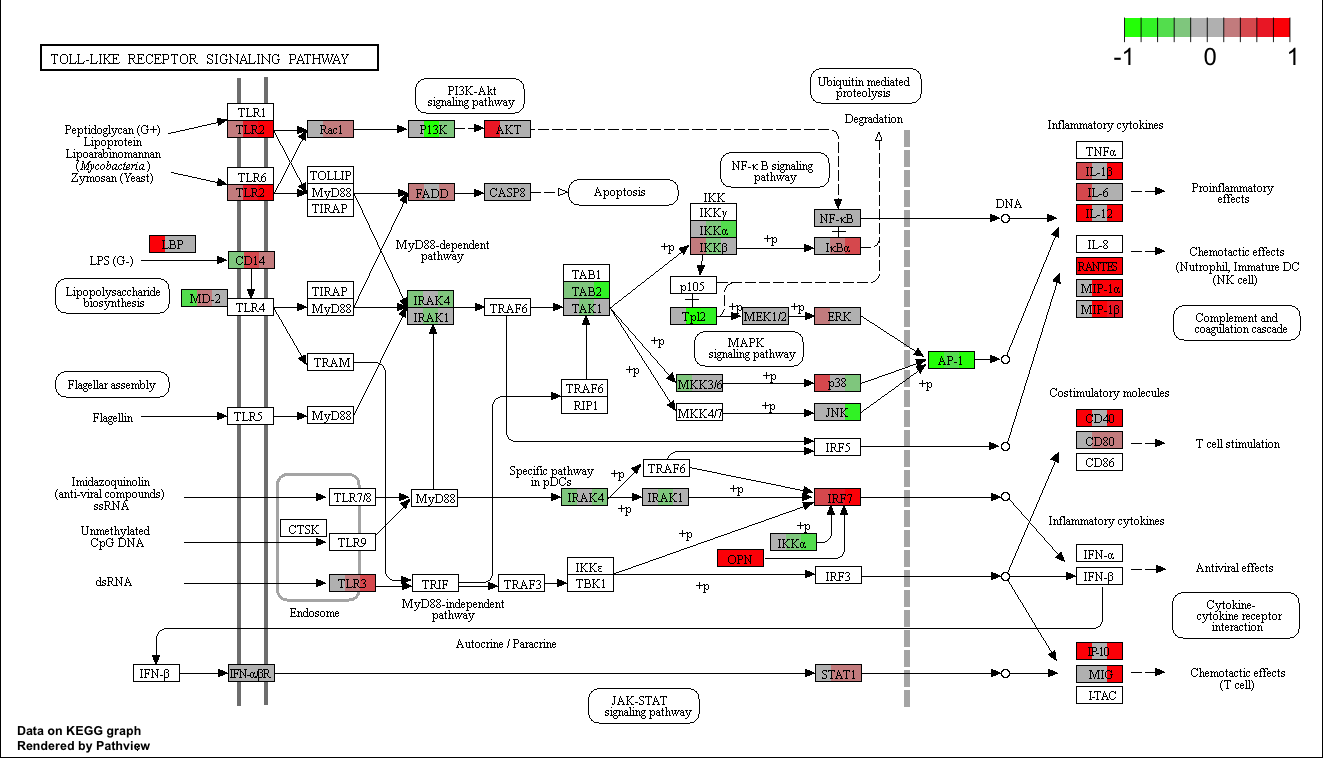 -1 0 1
TOLL-LIKE RECEPTOR SIGNALING PATHWAY
PI3K-Akt
signaling pathway
Ubiquitin mediated
proteolysis
Degradation
Peptidoglycan (G+)
Lipoprotein
Lipoarabinomannan
(Mycobacteria)
Zymosan (Yeast)
TLR1
TLR2
Rac1
P13K
AKT
TLR6
TLR2
TOLLIP
MyD88
TIRAP
FADD
CASP8
Apoptosis
NF-κ B signaling
pathway
IKK
IKKγ
IKKα
IKKβ
+p
+p
NF-κB
+
IκBα
DNA
Inflammatory cytokines
TNFα
IL-1β
IL-6
IL-12
Proinflammatory
effects
IL-8
RANTES
MIP-1α
MIP-1β
Chemotactic effects
(Nutrophil, Immature DC
(NK cell)
Complement and
coagulation cascade
LBP
LPS (G-)
CD14
MyD88-dependent
pathway
Lipopolysaccharide
biosynthesis
MD-2
TLR4
TIRAP
MyD88
IRAK4
IRAK1
TRAF6
TAB1
TAB2
TAK1
p105
+
Tpl2
+p
MEK1/2
+p
ERK
MAPK
signaling pathway
AP-1
+p
+p
+p
TRAM
MKK3/6
+p
p38
MKK4/7
+p
JNK
Flagellar assembly
Flagellin
TLR5
MyD88
TRAF6
RIP1
IRF5
Costimulatory molecules
CD40
CD80
CD86
T cell stimulation
Imidazoquinolin
(anti-viral compounds)
ssRNA
TLR7/8
MyD88
Specific pathway
in pDCs
IRAK4
+p
+p
TRAF6
IRAK1
+p
IRF7
Unmethylated
CpG DNA
CTSK
TLR9
+p
+p
IKKα
OPN
Inflammatory cytokines
IFN-α
IFN-β
Antiviral effects
dsRNA
TLR3
Endosome
TRIF
MyD88-independent
pathway
TRAF3
IKKε
TBK1
+p
IRF3
Cytokine-
cytokine receptor
interaction
Autocrine / Paracrine
IFN-β
IFN-αβR
STAT1
IP-10
MIG
I-TAC
Chemotactic effects
(T cell)
JAK-STAT
signaling pathway
Data on KEGG graph
Rendered by Pathview